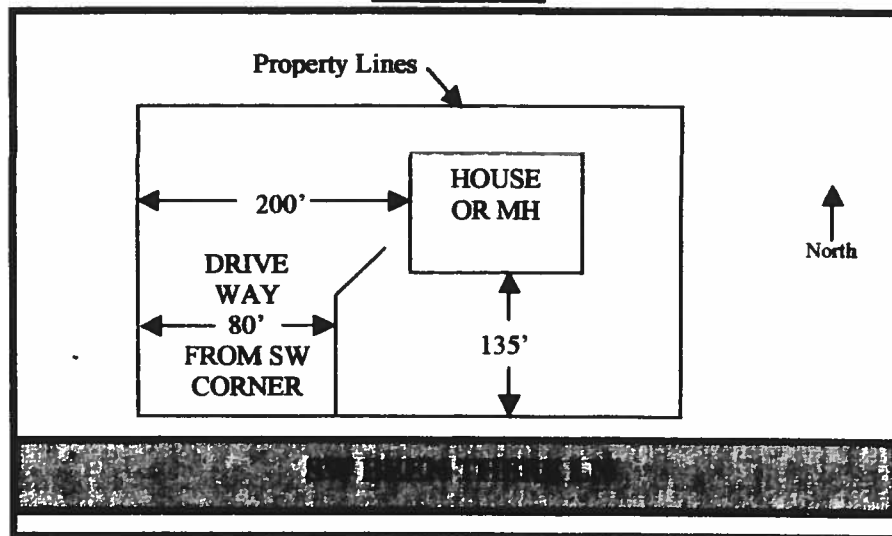 Property Lines
HOUSE
OR MH
200’
North
DRIVE
WAY
80’
FROM SW
CORNER
135’